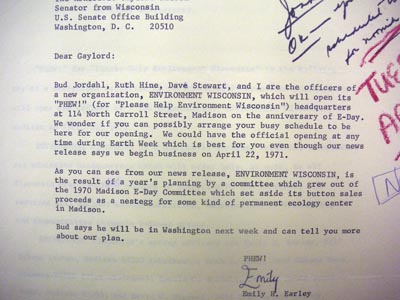 Senator from Wisconsin
U.S. Senate Office Building
Washington, D. C. 20510
Dear Gaylord:
Bud Jordahl, Ruth Hine, Dave Stewart, and I are the officers of
a new organization, ENVIRONMENT WISCONSIN, which will open its
"PHEW!" (for "Please Help Environment Wisconsin") headquarters
at 114 North Carroll Street, Madison on the anniversary of E-Day.
We wonder if you can possibly arrange your busy schedule to be
here for our opening. We could have the official opening at any
time during Earth Week which is best for you even though our news
release says we begin business on April 22, 1971.
As you can see from our news release, ENVIRONMENT WISCONSIN, is
the result of a year's planning by a committee which grew out of
the 1970 Madison E-Day Committee which set aside its button sales
proceeds as a nestegg for some kind of permanent ecology center
in Madison.
Bud says he will be in Washington next week and can tell you more
about our plan.
PHEW!
Emily
Emily H. Earley
Ok
for
TUE
AP
N